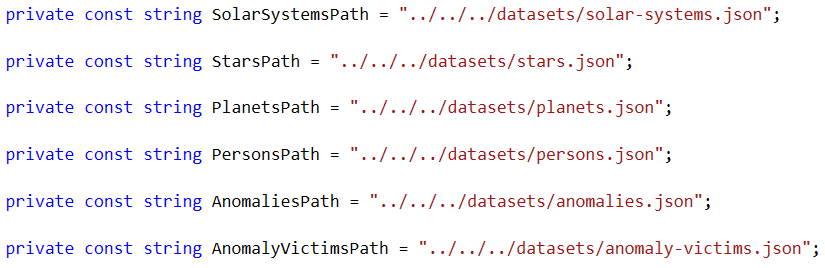 private const string SolarSystemsPath = "../../../datasets/solar-systems.json";
private const string StarsPath = "../../../datasets/stars.json";
private const string PlanetsPath = "../../../datasets/planets.json";
private const string PersonsPath = "../../../datasets/persons.json";
private const string AnomaliesPath = "../../../datasets/anomalies.json";
private const string AnomalyVictimsPath = "../../../datasets/anomaly-victims.json";